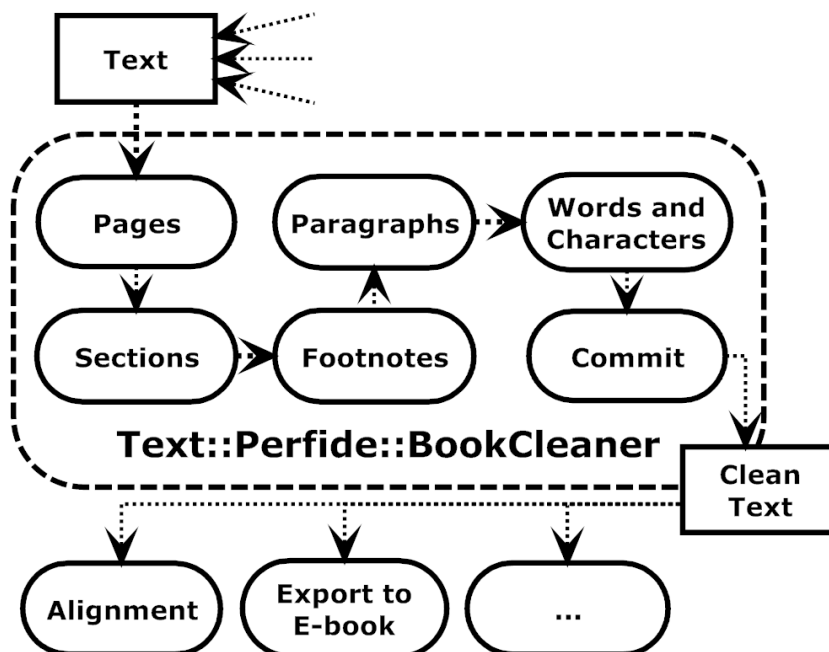 Text
Pages
Paragraphs
Words and
Characters
Sections
Footnotes
Commit
Text::Perfide::BookCleaner
Clean
Text
Alignment
Export to
E-book
...